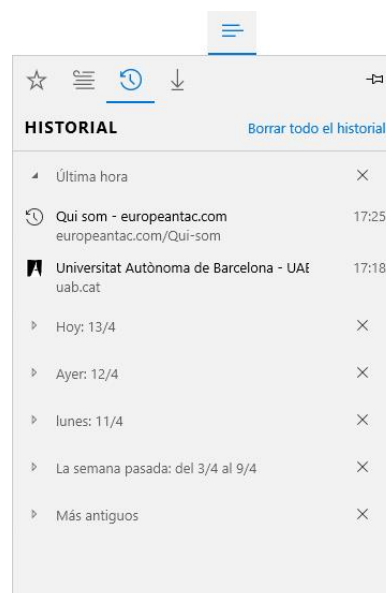 HISTORIAL Borrar todo el historial
Última hora
Qui som - europeantac.com 17:25
europeantac.com/Qui-som
Universitat Autònoma de Barcelona - UAB 17:18
uab.cat
Hoy: 13/4
Ayer: 12/4
lunes: 11/4
La semana pasada: del 3/4 al 9/4
Más antiguos